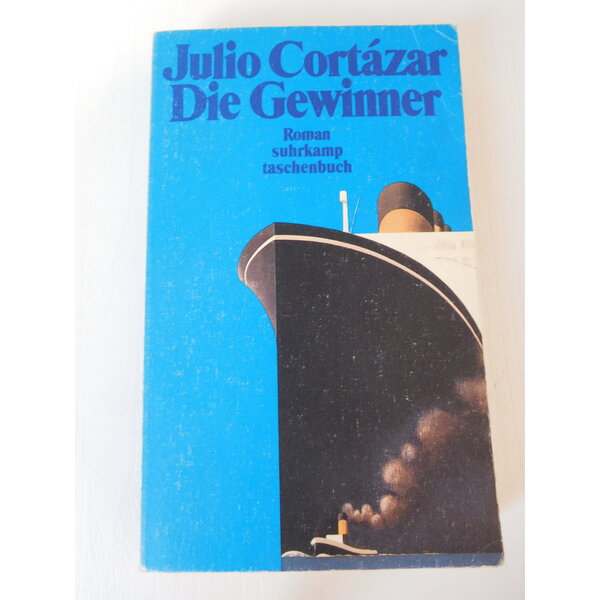 Julio Cortázar
Die Gewinner
Roman
suhrkamp
taschenbuch